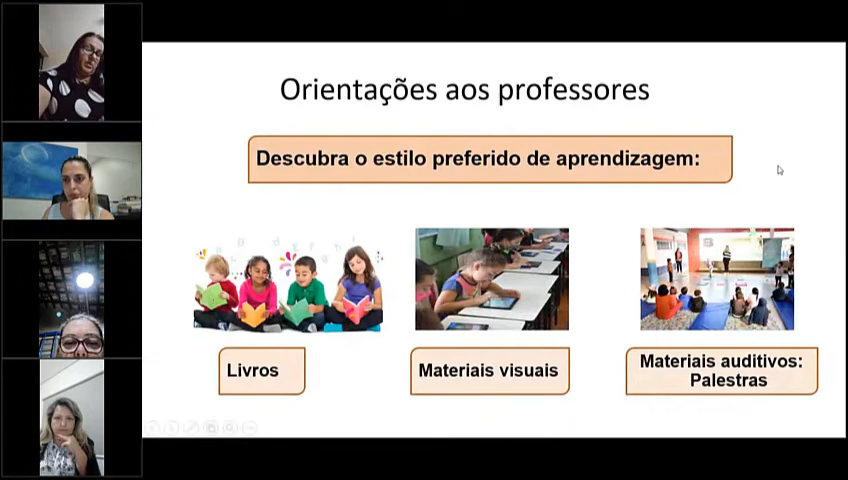 Orientações aos professores
Descubra o estilo preferido de aprendizagem:
Livros
Materiais visuais
Materiais auditivos:
Palestras